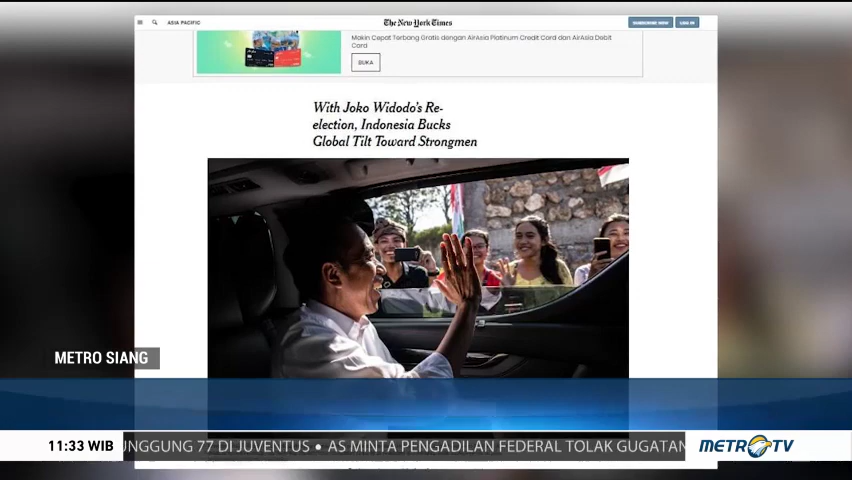 ASIA PACIFIC
The New York Times
SUBSCRIBE NOW
LOG IN
Makin Cepat Terbang Gratis dengan AirAsia Platinum Credit Card dan AirAsia Debit
Card
BUKA
With Joko Widodo's Re-
election, Indonesia Bucks
Global Tilt Toward Strongmen
METRO SIANG
11:33 WIB
UNGGUNG 77 DI JUVENTUS • AS MINTA PENGADILAN FEDERAL TOLAK GUGATAN
METRO TV